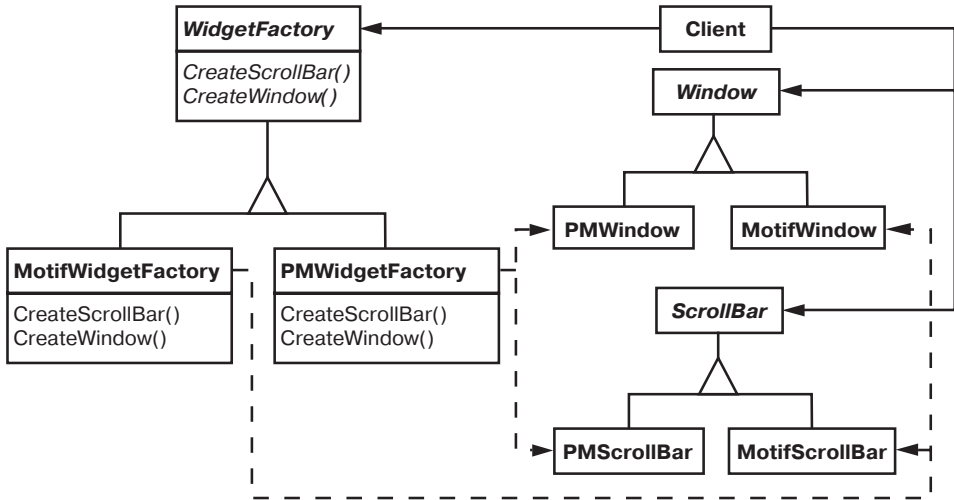 WidgetFactory
CreateScrollBar()
CreateWindow()
Client
Window
PMWindow
MotifWindow
MotifWidgetFactory
CreateScrollBar()
CreateWindow()
PMWidgetFactory
CreateScrollBar()
CreateWindow()
ScrollBar
PMScrollBar
MotifScrollBar